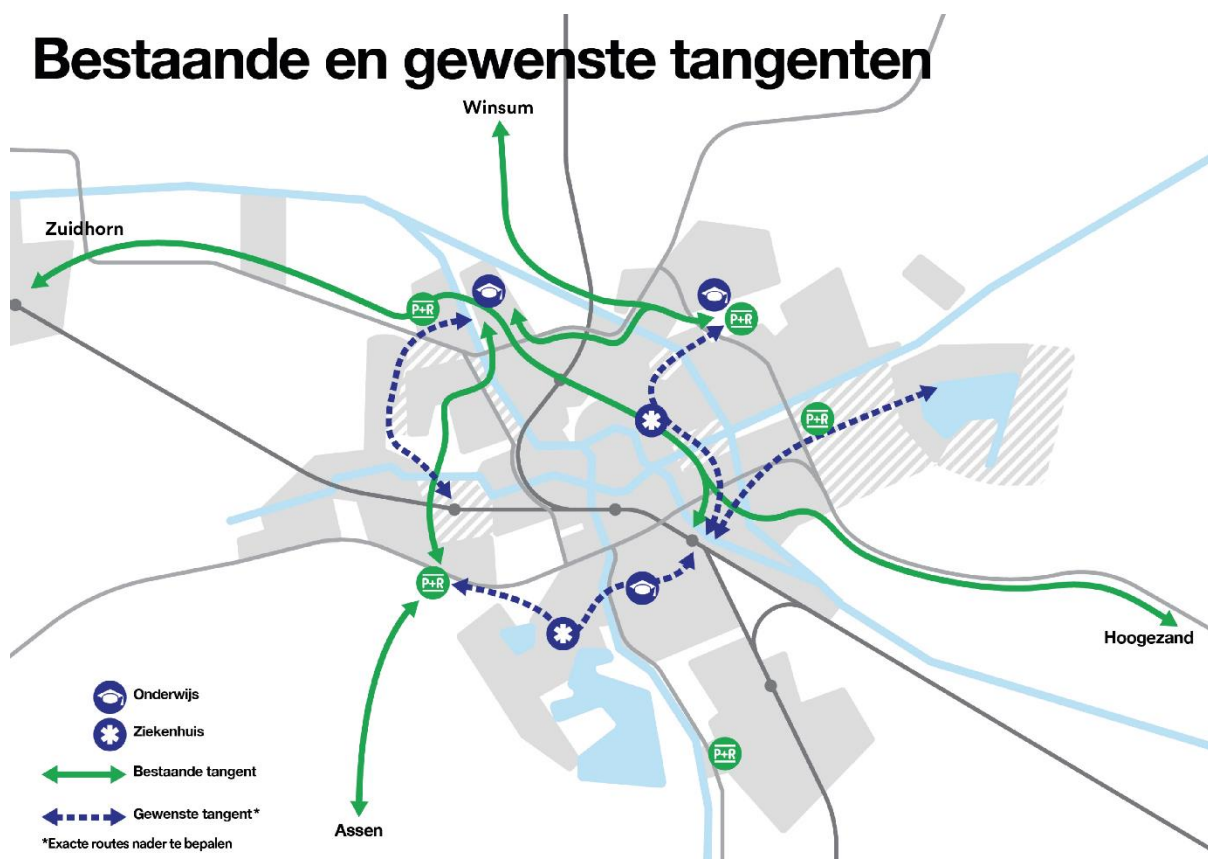 Bestaande en gewenste tangenten
Winsum
Zuidhorn
P+R
P+R
P+R
P+R
Hoogezand
P+R
Assen
Onderwijs
Ziekenhuis
Bestaande tangent
Gewenste tangent*
*Exacte routes nader te bepalen